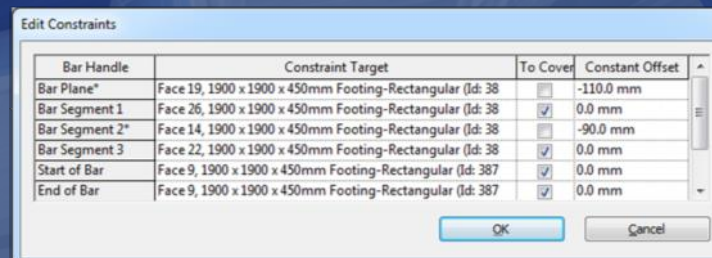 Edit Constraints
Bar Handle Constraint Target To Cover Constant Offset
Bar Plane* Face 19, 1900 x 1900 x 450mm Footing-Rectangular (Id: 38 -110.0 mm
Bar Segment 1 Face 26, 1900 x 1900 x 450mm Footing-Rectangular (Id: 38 0.0 mm
Bar Segment 2* Face 14, 1900 x 1900 x 450mm Footing-Rectangular (Id: 38 -90.0 mm
Bar Segment 3 Face 22, 1900 x 1900 x 450mm Footing-Rectangular (Id: 38 0.0 mm
Start of Bar Face 9, 1900 x 1900 x 450mm Footing-Rectangular (Id: 387 0.0 mm
End of Bar Face 9, 1900 x 1900 x 450mm Footing-Rectangular (Id: 387 0.0 mm
OK Cancel